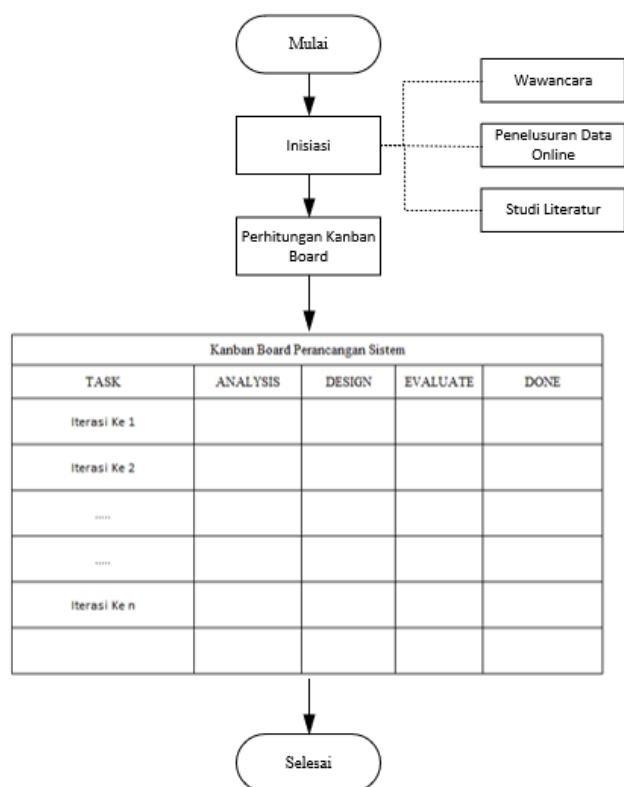 Mulai
Inisiasi
Wawancara
Penelusuran Data
Online
Studi Literatur
Perhitungan Kanban
Board
Kanban Board Perancangan Sistem
TASK ANALYSIS DESIGN EVALUATE DONE
Iterasi Ke 1
Iterasi Ke 2
.....
.....
Iterasi Ke n
Selesai